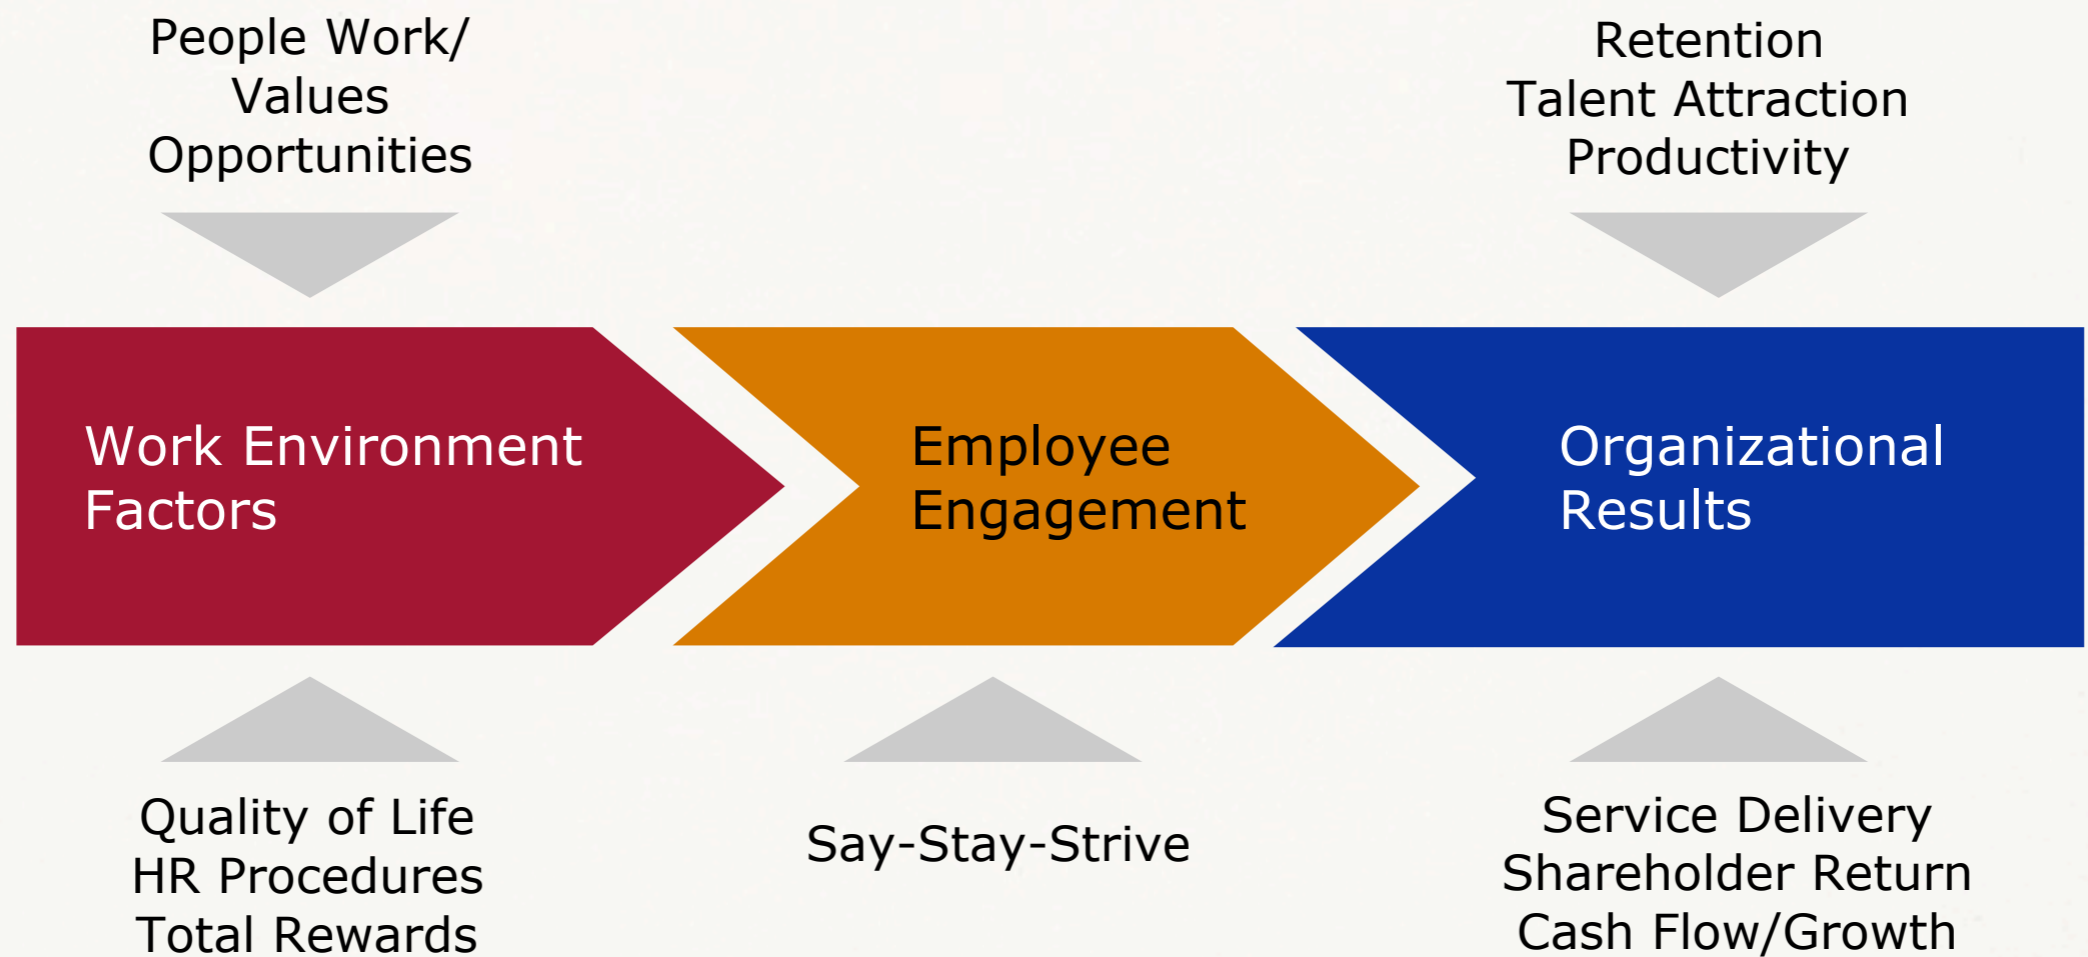 People Work/
Values
Opportunities
Retention
Talent Attraction
Productivity
Work Environment
Factors
Employee
Engagement
Organizational
Results
Quality of Life
HR Procedures
Total Rewards
Say-Stay-Strive
Service Delivery
Shareholder Return
Cash Flow/Growth